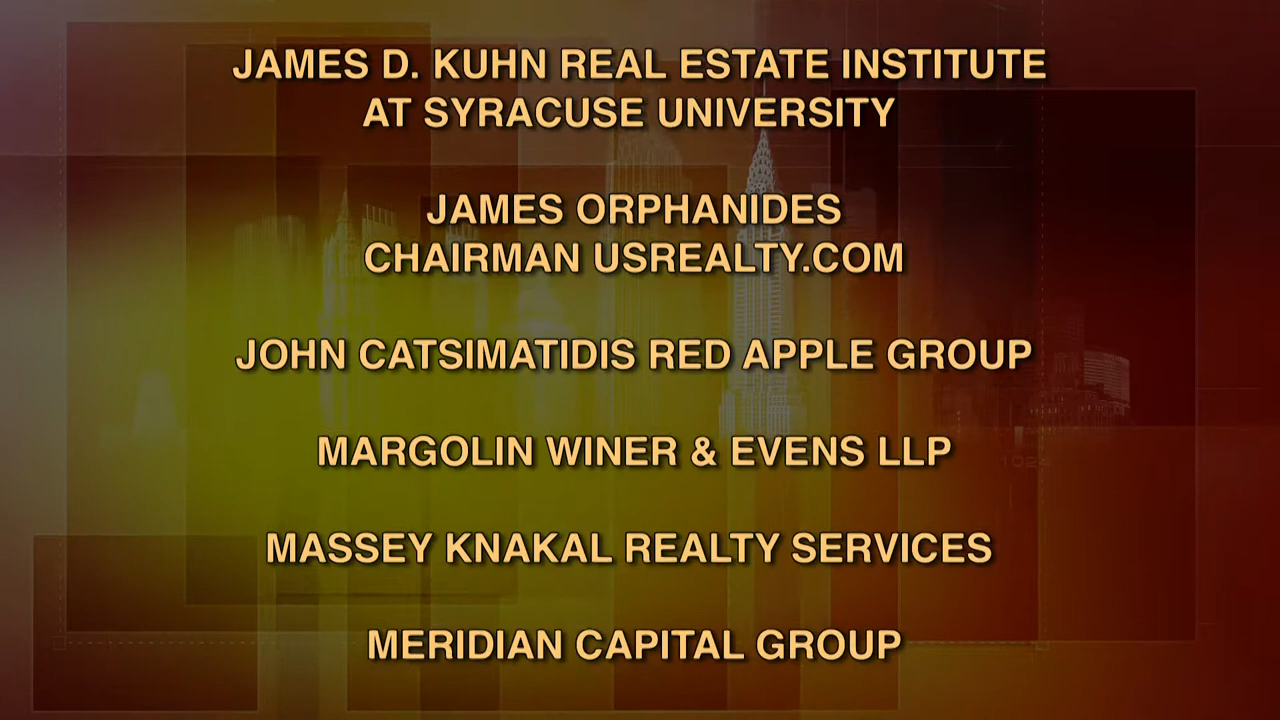 JAMES D. KUHN REAL ESTATE INSTITUTE
AT SYRACUSE UNIVERSITY
JAMES ORPHANIDES
CHAIRMAN USREALTY.COM
JOHN CATSIMATIDIS RED APPLE GROUP
MARGOLIN WINER & EVENS LLP
1024
MASSEY KNAKAL REALTY SERVICES
MERIDIAN CAPITAL GROUP